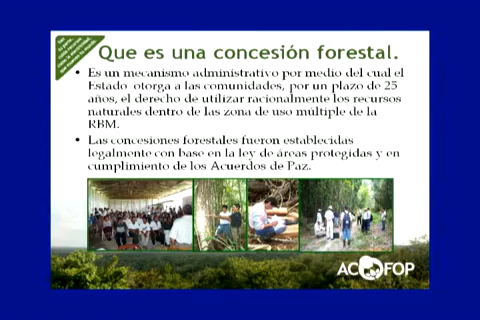 Que es una concesión forestal.
• Es un mecanismo administrativo por medio del cual el
Estado otorga a las comunidades, por un plazo de 25
años, el derecho de utilizar racionalmente los recursos
naturales dentro de las zona de uso múltiple de la
RBM.
• Las concesiones forestales fueron establecidas
legalmente con base en la ley de áreas protegidas y en
cumplimiento de los Acuerdos de Paz.
ACOFOP